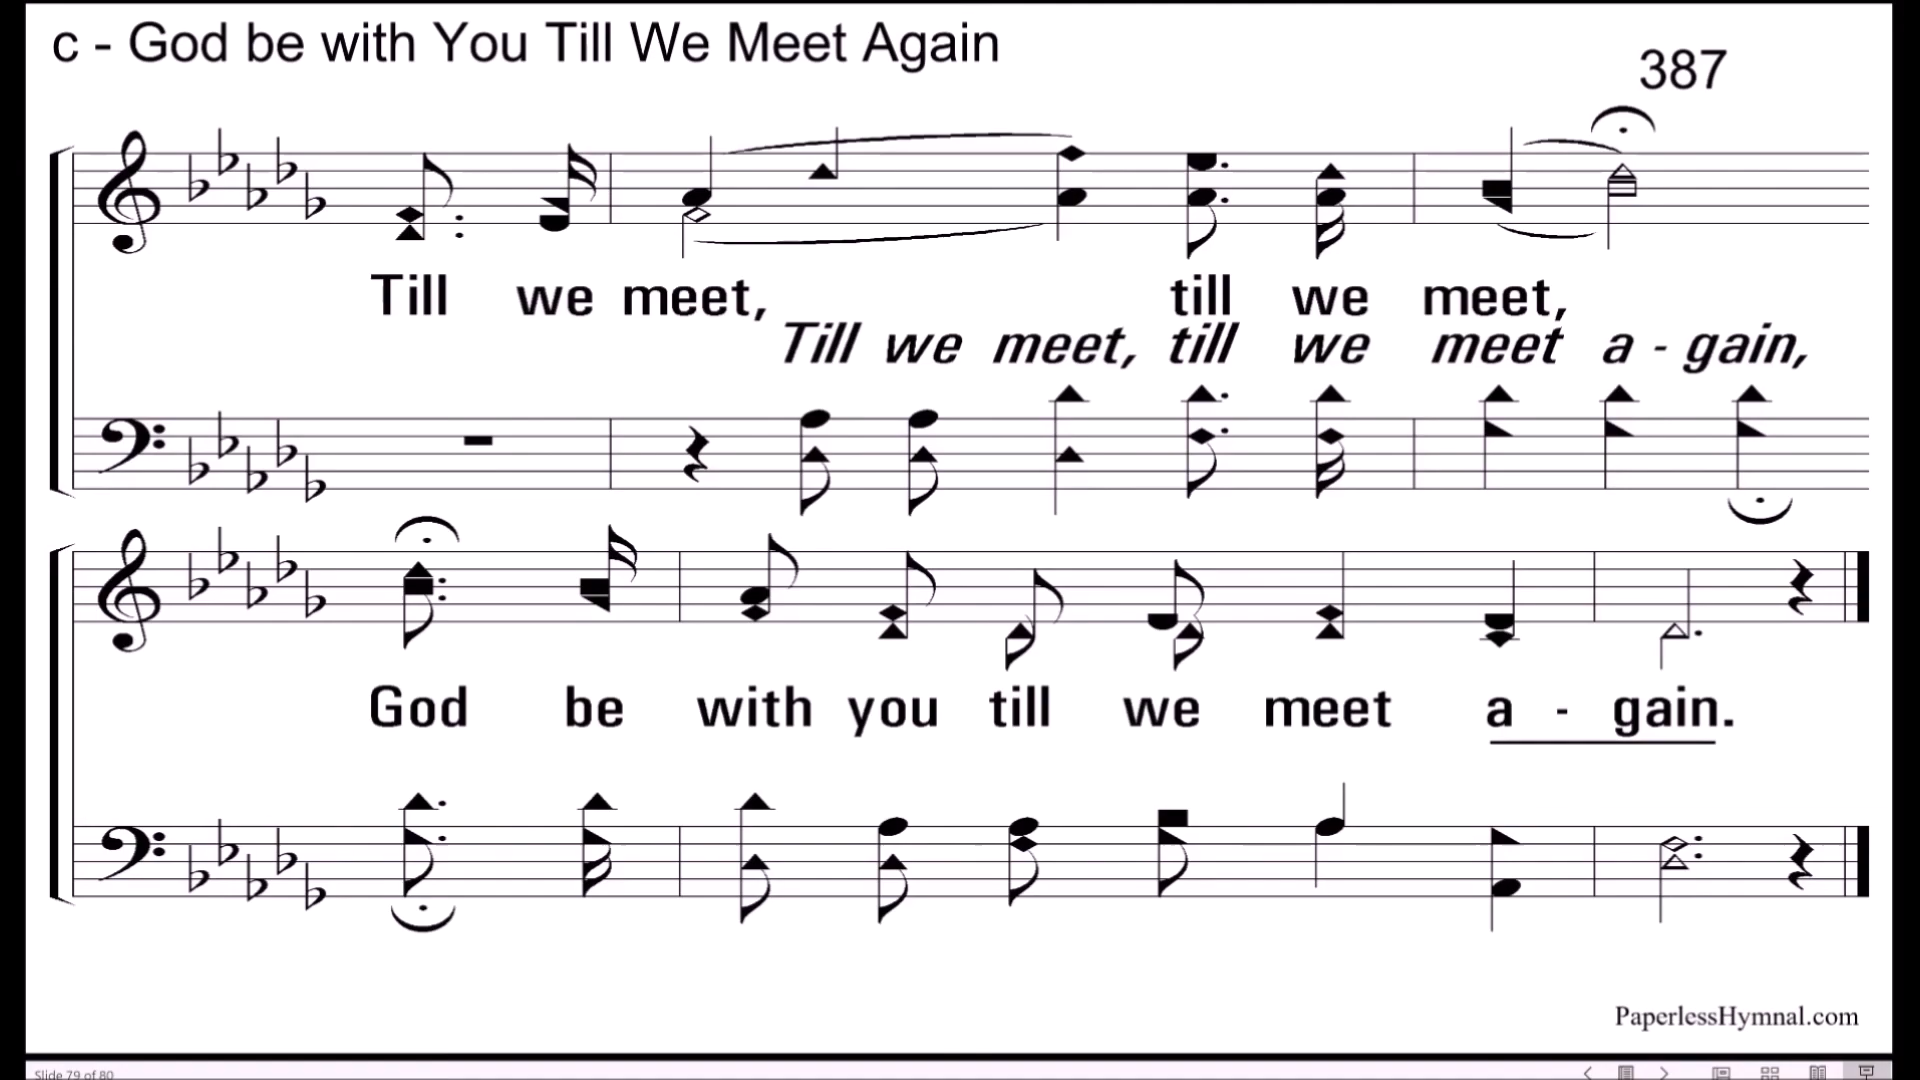 c - God be with You Till We Meet Again
387
Till we meet, till we meet,
Till we meet, till we meet a - gain,
God be with you till we meet a - gain.
PaperlessHymnal.com
Slide 79 of 80